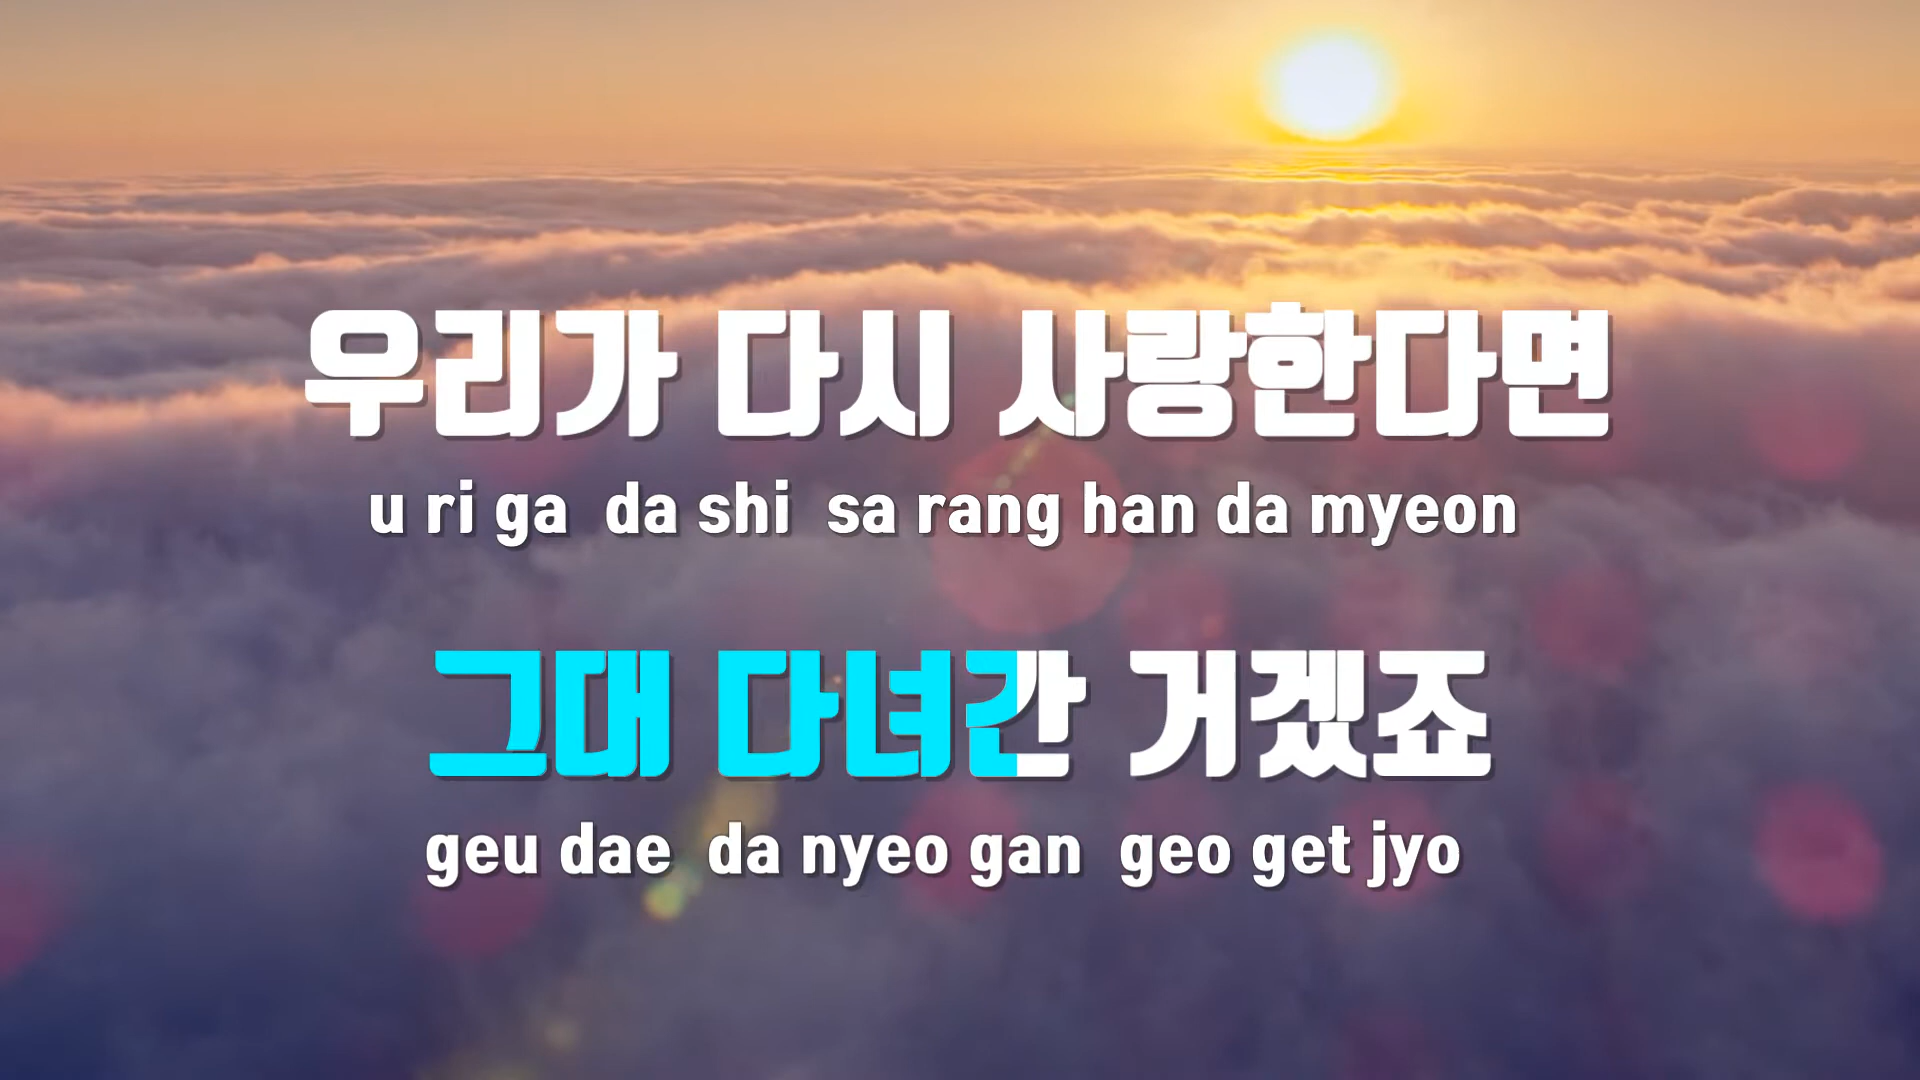 우리가 다시 사랑한다면
u ri ga da shi sa rang han da myeon
그대 다녀간 거겠죠
geu dae da nyeo gan geo get jyo